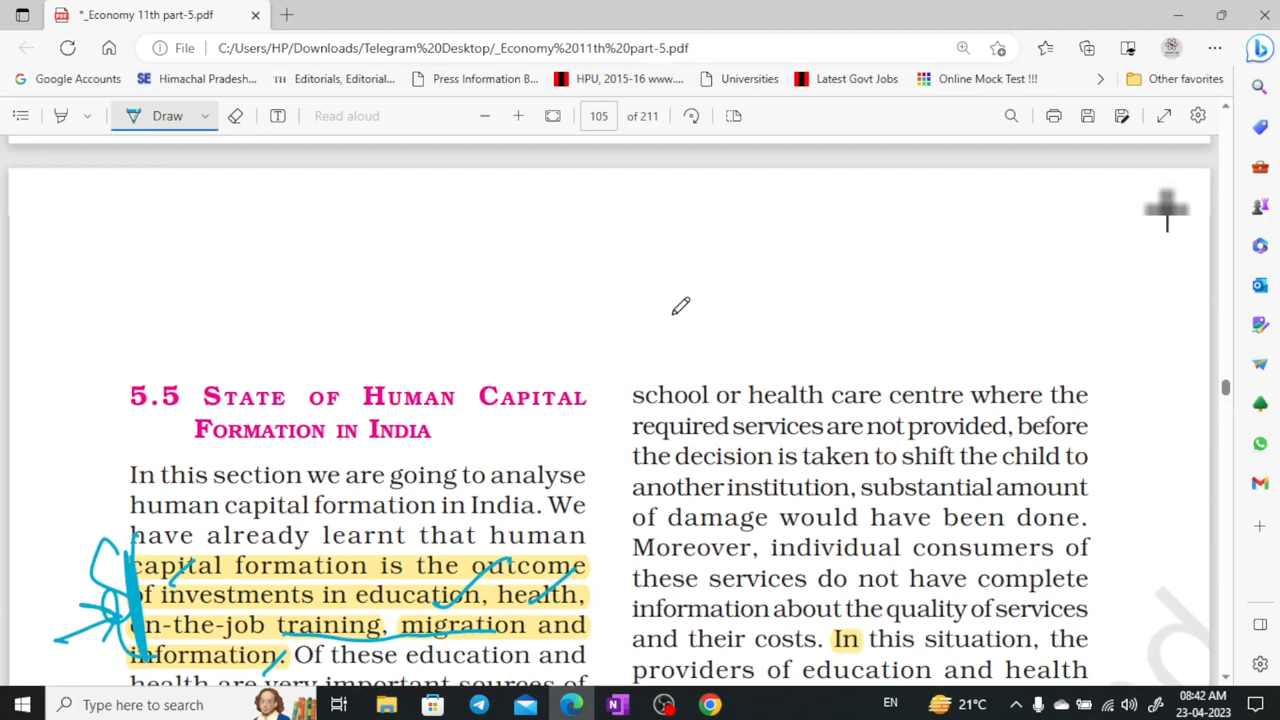 *_Economy 11th part-5.pdf
File
C:/Users/HP/Downloads/Telegram%20Desktop/_Economy%2011th%20part-5.pdf
Google Accounts
SE Himachal Pradesh...
TH Editorials, Editorial...
Press Information B...
HPU, 2015-16 www....
Universities
Latest Govt Jobs
Online Mock Test !!!
Other favorites
Draw
Read aloud
105 of 211
5.5 STATE OF HUMAN CAPITAL
FORMATION IN INDIA
In this section we are going to analyse
human capital formation in India. We
have already learnt that human
capital formation is the outcome
of investments in education, health,
on-the-job training, migration and
information. Of these education and
health are very important sources of
school or health care centre where the
required services are not provided, before
the decision is taken to shift the child to
another institution, substantial amount
of damage would have been done.
Moreover, individual consumers of
these services do not have complete
information about the quality of services
and their costs. In this situation, the
providers of education and health
Type here to search
EN
21°C
08:42 AM
23-04-2023